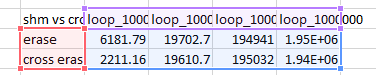 shm vs cro loop_1000 loop_1000 loop_1000 loop_1000000
erase 6181.79 19702.7 194941 1.95E+06
cross eras 2211.16 19610.7 195032 1.94E+06